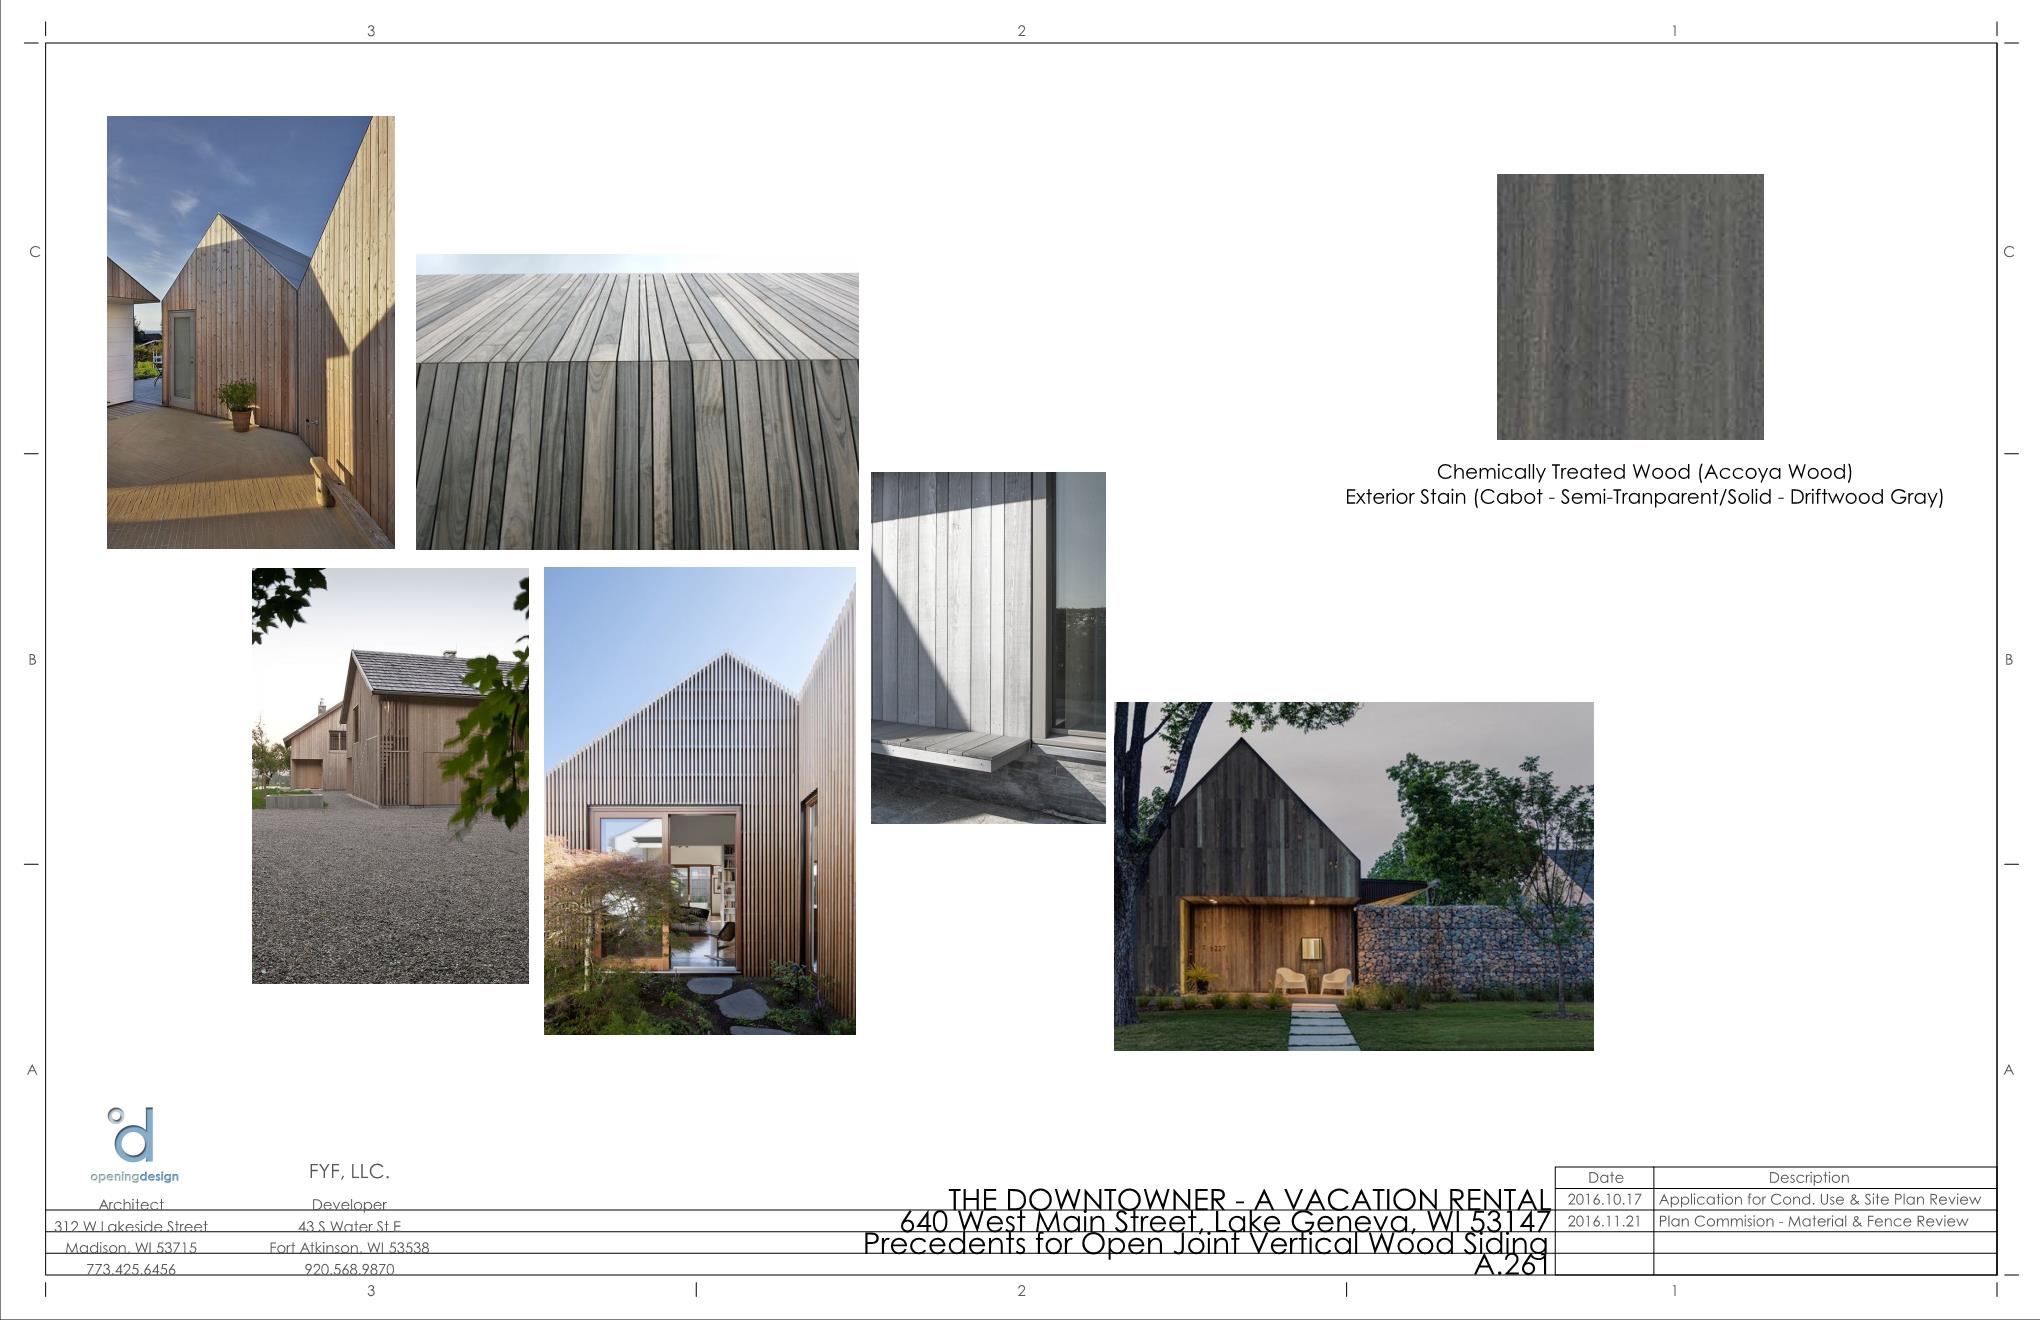 3 2 1
C C
Chemically Treated Wood (Accoya Wood)
Exterior Stain (Cabot - Semi-Tranparent/Solid - Driftwood Gray)
B B
6227
A A
openingdesign
Architect
312 W Lakeside Street
Madison, WI 53715
773.425.6456
FYF, LLC.
Developer
43 S Water St E
Fort Atkinson, WI 53538
920.568.9870
THE DOWNTOWNER - A VACATION RENTAL
640 West Main Street, Lake Geneva, WI 53147
Precedents for Open Joint Vertical Wood Siding
A.261
Date Description
2016.10.17 Application for Cond. Use & Site Plan Review
2016.11.21 Plan Commision - Material & Fence Review
3 2 1